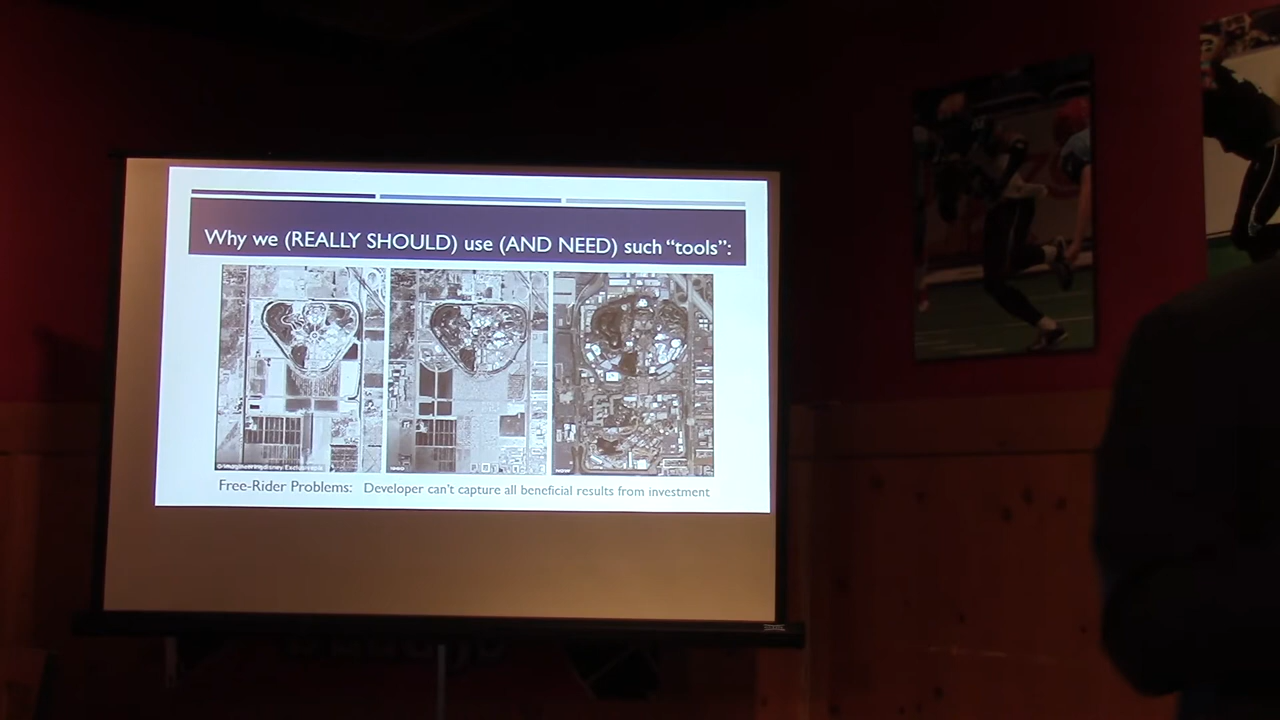 Why we (REALLY SHOULD) use (AND NEED) such “tools”:
Free-Rider Problems: Developer can't capture all beneficial results from investment